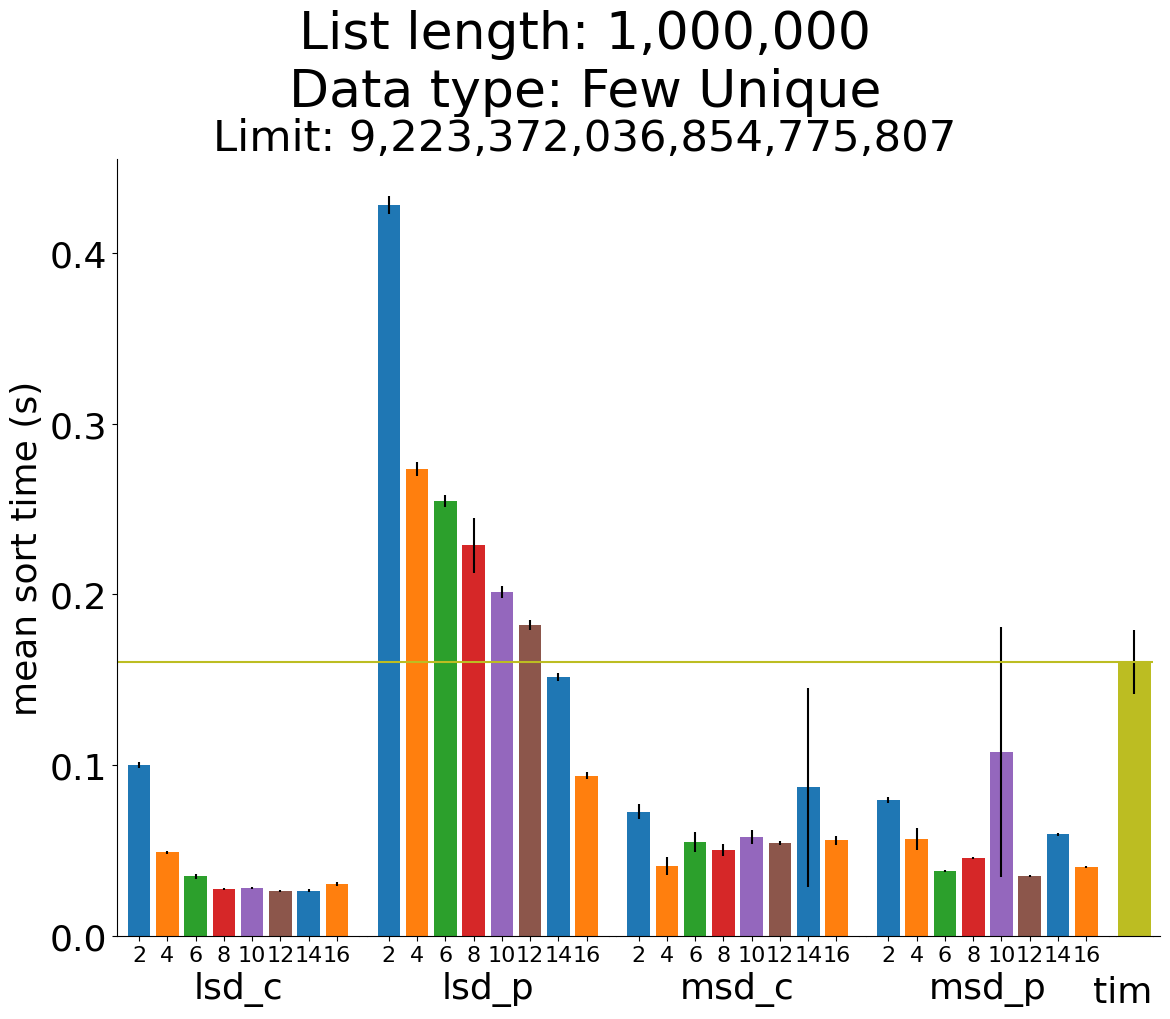 List length: 1,000,000
Data type: Few Unique
Limit: 9,223,372,036,854,775,807
mean sort time (s)
0.4
0.3
0.2
0.1
0.0
2 4 6 8 10 12 14 16 2 4 6 8 10 12 14 16 2 4 6 8 10 12 14 16 2 4 6 8 10 12 14 16
lsd_c lsd_p msd_c msd_p tim